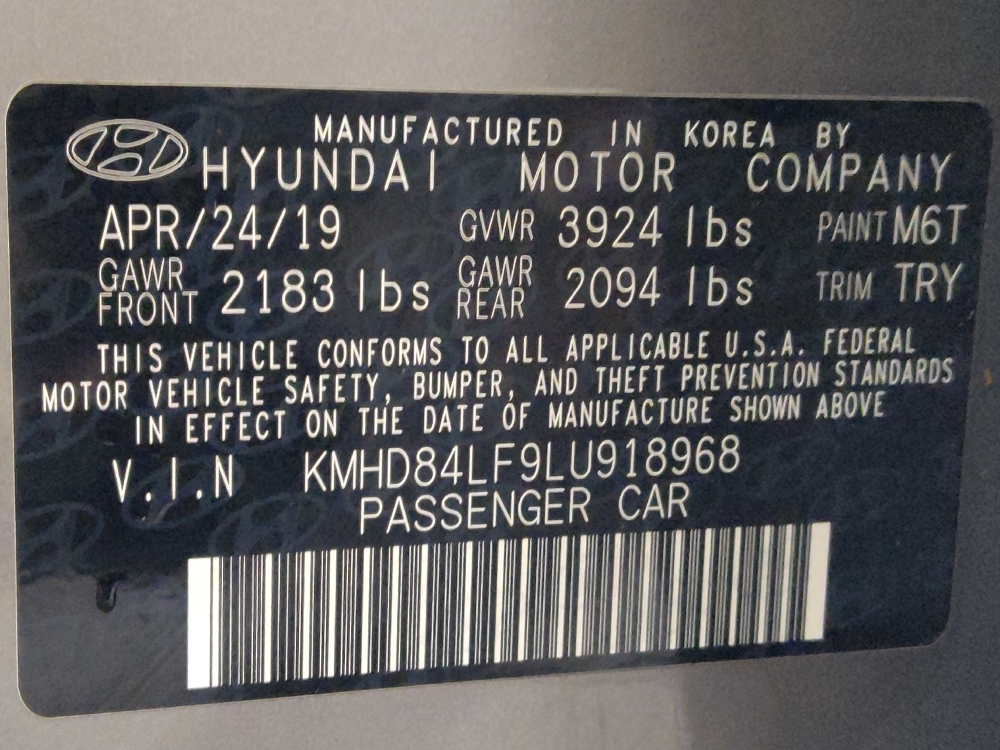 MANUFACTURED IN KOREA BY
HYUNDAI MOTOR COMPANY
APR/24/19 GVWR 3924 lbs PAINT M6T
GAWR FRONT 2183 lbs GAWR REAR 2094 lbs TRIM TRY
THIS VEHICLE CONFORMS TO ALL APPLICABLE U.S.A. FEDERAL
MOTOR VEHICLE SAFETY, BUMPER, AND THEFT PREVENTION STANDARDS
IN EFFECT ON THE DATE OF MANUFACTURE SHOWN ABOVE
V.I.N KMHD84LF9LU918968
PASSENGER CAR